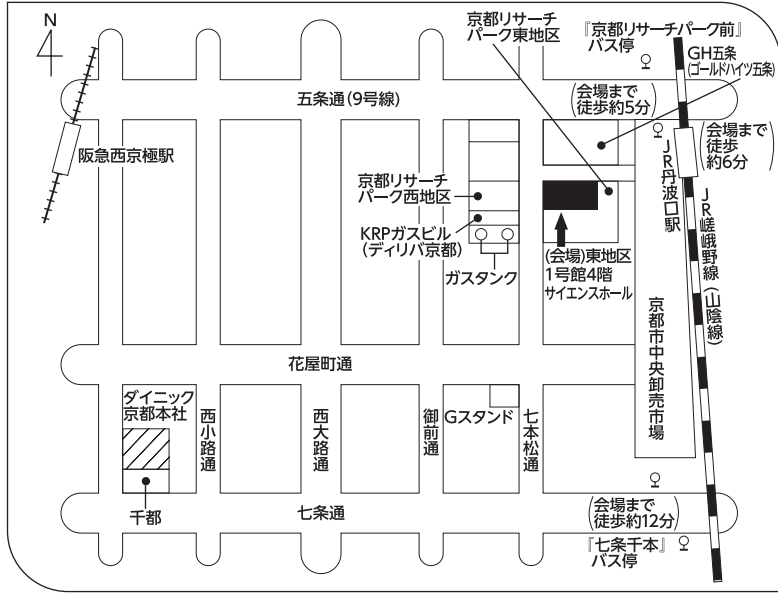 N
京都リサーチ
パーク東地区
『京都リサーチパーク前』
バス停
GH五条
(ゴールドハイツ五条)
五条通(9号線)
(会場まで
徒歩約5分)
(会場まで
徒歩
約6分)
阪急西京極駅
JR丹波口駅
京都リサーチ
パーク西地区
KRPガスビル
(ディリパ京都)
ガスタンク
(会場)東地区
1号館4階
サイエンスホール
JR嵯峨野線(山陰線)
京都市中央卸売市場
花屋町通
ダイニック
京都本社
西小路通
西大路通
御前通
Gスタンド
七本松通
千都
七条通
(会場まで
徒歩約12分)
『七条千本』
バス停